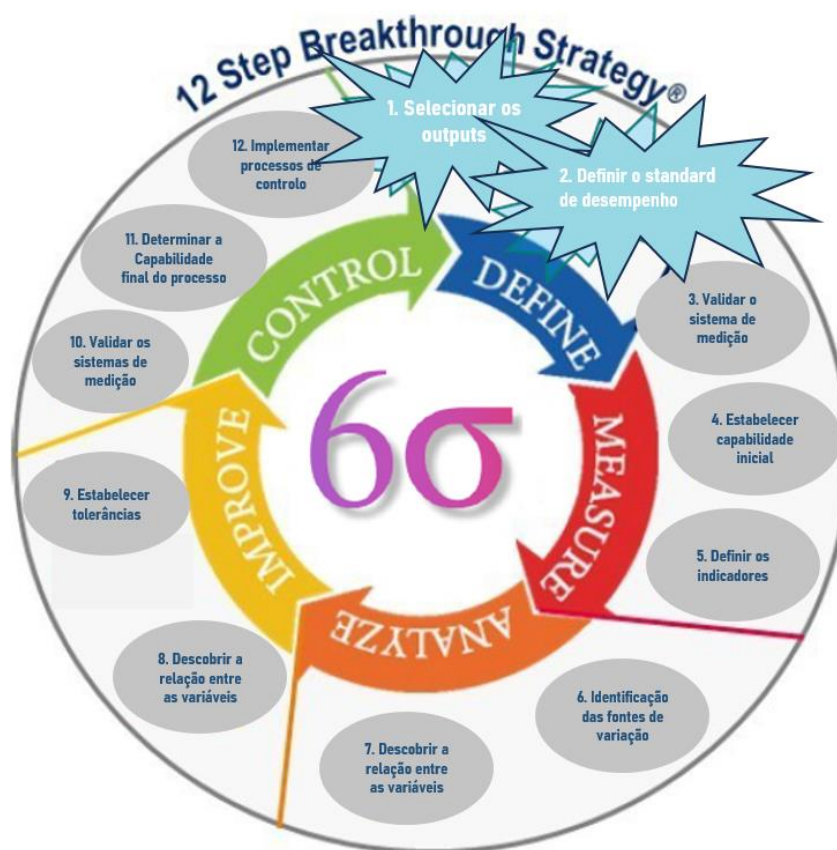 12 Step Breakthrough Strategy®
1. Selecionar os
outputs
2. Definir o standard
de desempenho
3. Validar o
sistema de
medição
4. Estabelecer
capabilidade
inicial
5. Definir os
indicadores
6. Identificação
das fontes de
variação
7. Descobrir a
relação entre
as variáveis
8. Descobrir a
relação entre
as variáveis
9. Estabelecer
tolerâncias
10. Validar os
sistemas de
medição
11. Determinar a
Capabilidade
final do processo
12. Implementar
processos de
controlo
DEFINE
MEASURE
ANALYZE
IMPROVE
CONTROL
6σ